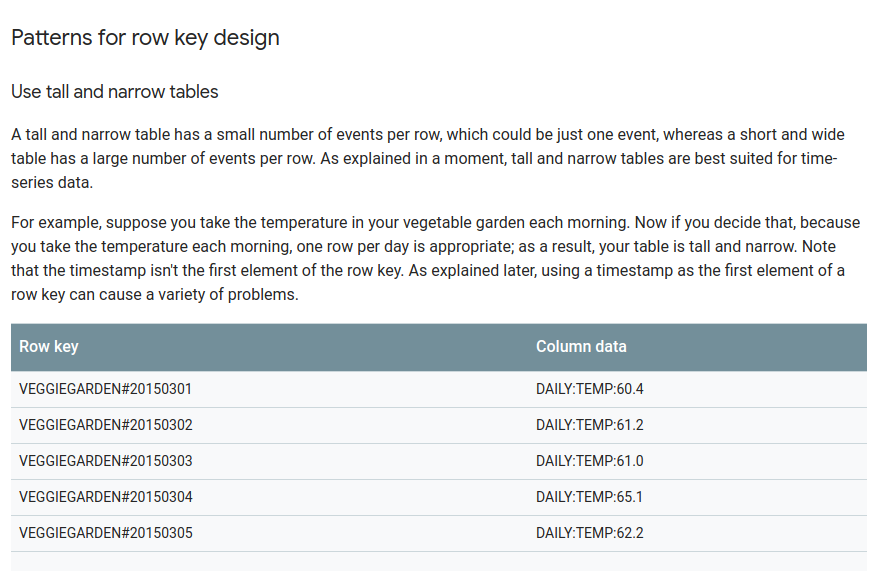 Patterns for row key design
Use tall and narrow tables
A tall and narrow table has a small number of events per row, which could be just one event, whereas a short and wide
table has a large number of events per row. As explained in a moment, tall and narrow tables are best suited for time-
series data.
For example, suppose you take the temperature in your vegetable garden each morning. Now if you decide that, because
you take the temperature each morning, one row per day is appropriate; as a result, your table is tall and narrow. Note
that the timestamp isn't the first element of the row key. As explained later, using a timestamp as the first element of a
row key can cause a variety of problems.
Row key Column data
VEGGIEGARDEN#20150301 DAILY:TEMP:60.4
VEGGIEGARDEN#20150302 DAILY:TEMP:61.2
VEGGIEGARDEN#20150303 DAILY:TEMP:61.0
VEGGIEGARDEN#20150304 DAILY:TEMP:65.1
VEGGIEGARDEN#20150305 DAILY:TEMP:62.2